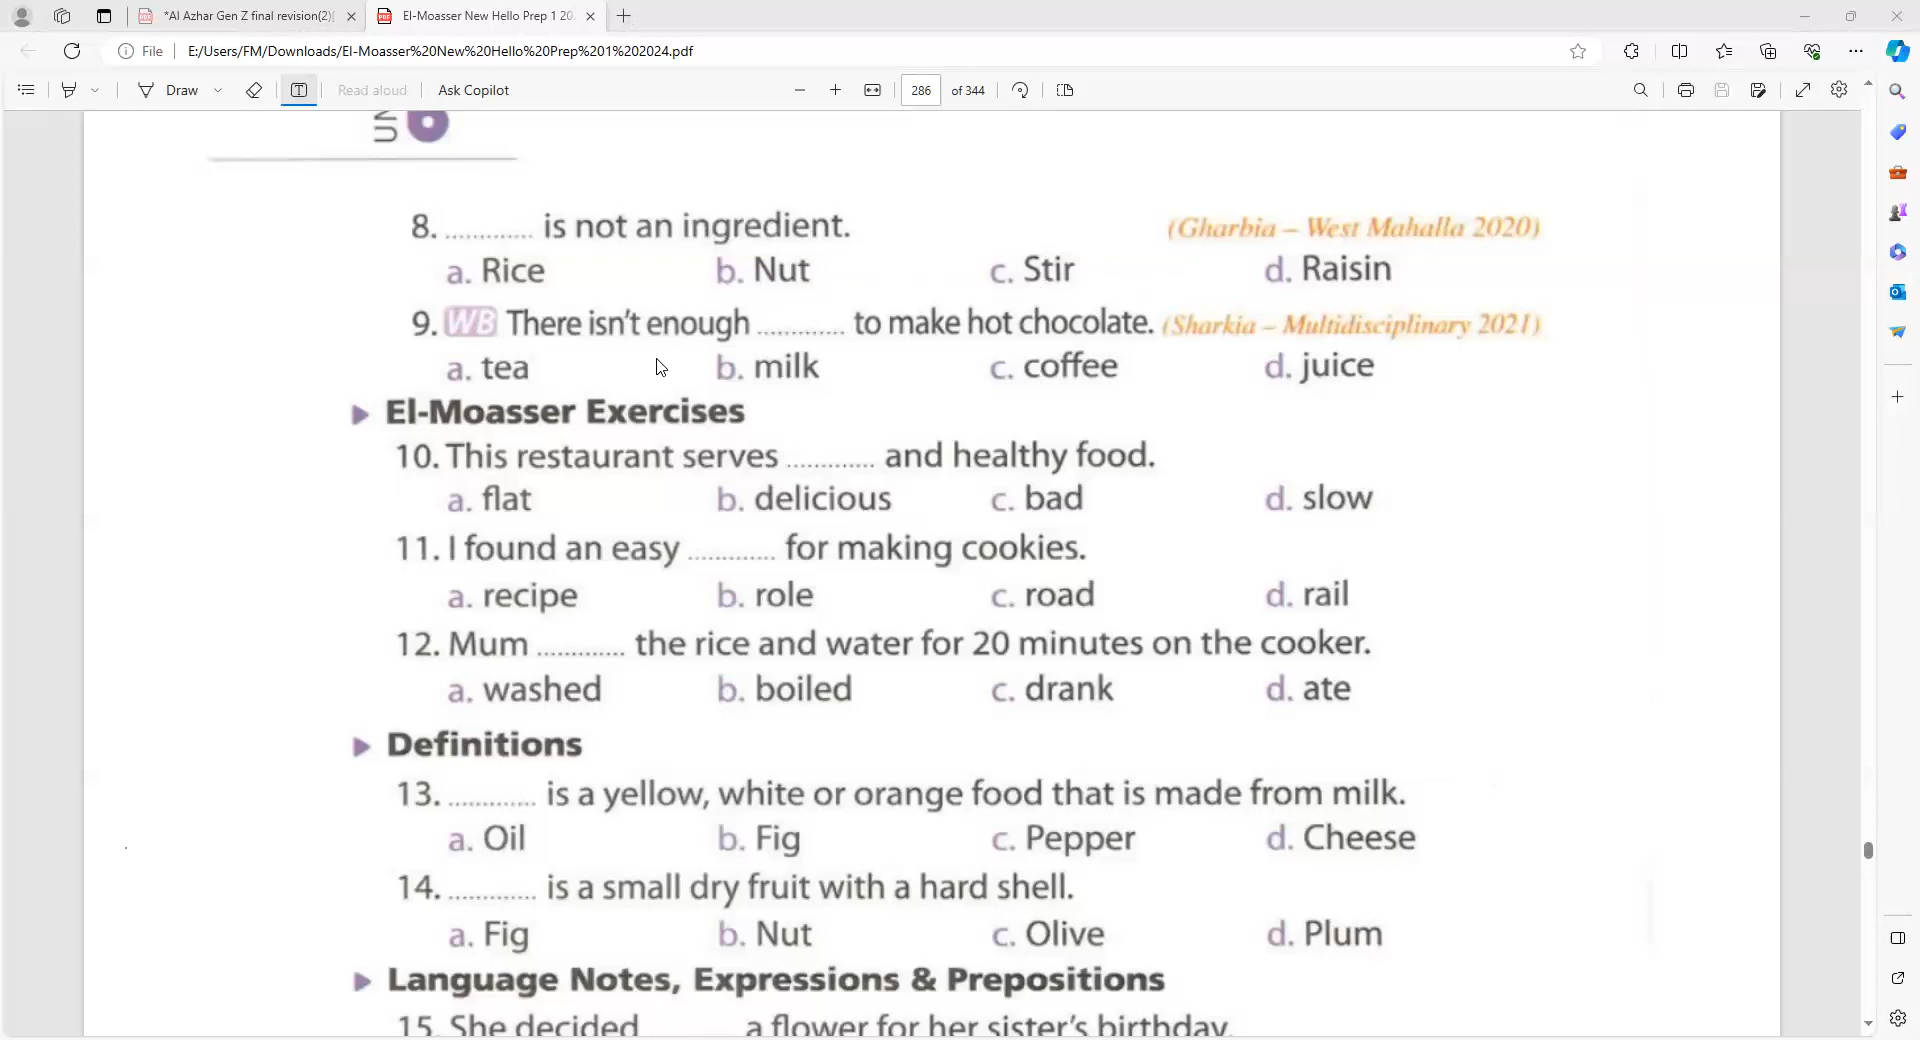 *Al Azhar Gen Z final revision(2)(
El-Moasser New Hello Prep 1 20
File
E:/Users/FM/Downloads/El-Moasser%20New%20Hello%20Prep%201%202024.pdf
Draw
Read aloud
Ask Copilot
286 of 344
UN
8. ............. is not an ingredient. (Gharbia – West Mahalla 2020)
a. Rice b. Nut c. Stir d. Raisin
9. WB There isn't enough ............. to make hot chocolate. (Sharkia – Multidisciplinary 2021)
a. tea b. milk c. coffee d. juice
El-Moasser Exercises
10. This restaurant serves ............. and healthy food.
a. flat b. delicious c. bad d. slow
11. I found an easy ............. for making cookies.
a. recipe b. role c. road d. rail
12. Mum ............. the rice and water for 20 minutes on the cooker.
a. washed b. boiled c. drank d. ate
Definitions
13. ............. is a yellow, white or orange food that is made from milk.
a. Oil b. Fig c. Pepper d. Cheese
14. ............. is a small dry fruit with a hard shell.
a. Fig b. Nut c. Olive d. Plum
Language Notes, Expressions & Prepositions
15. She decided ............. a flower for her sister's birthday.